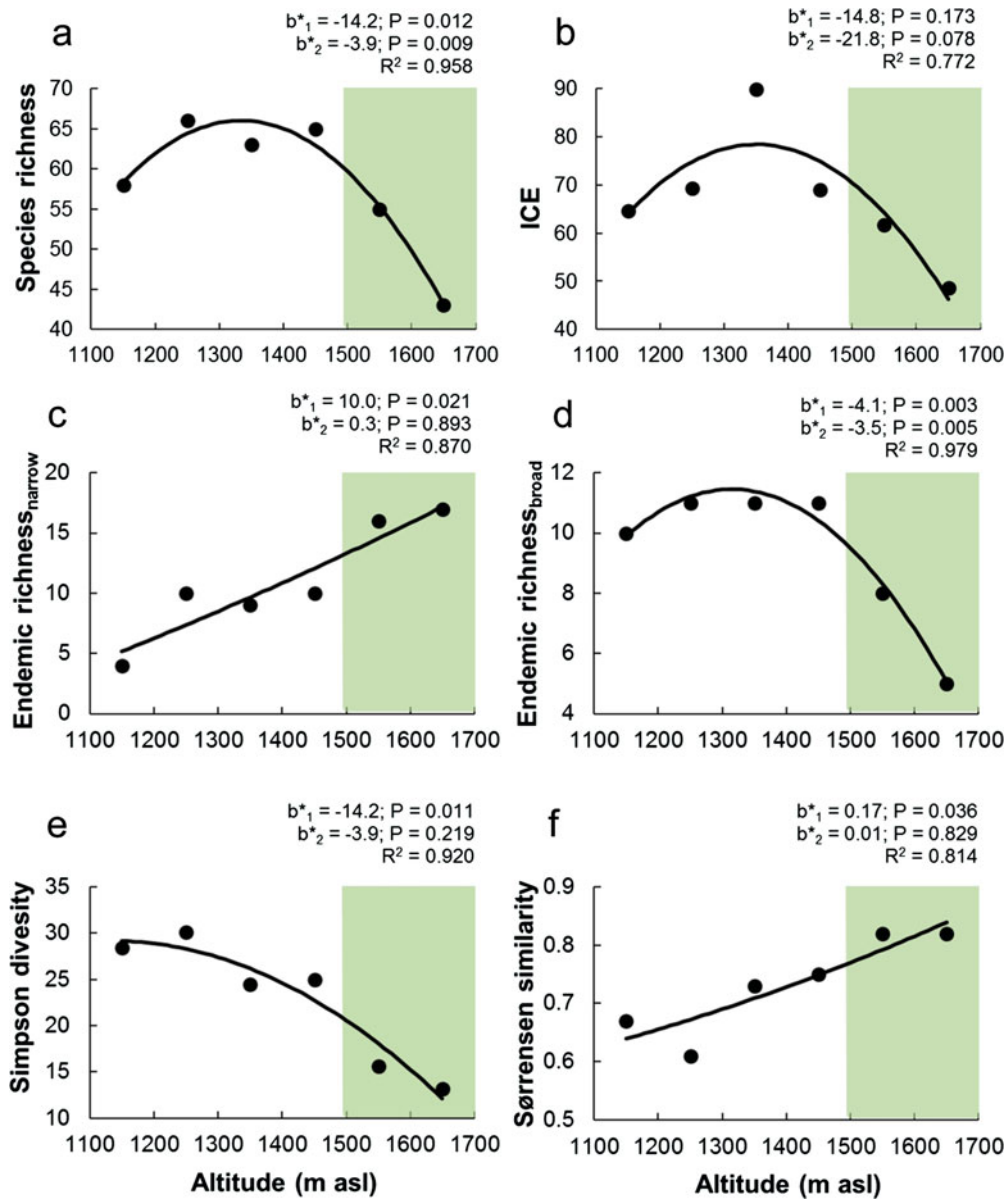 a
b*1 = -14.2; P = 0.012
b*2 = -3.9; P = 0.009
R2 = 0.958
Species richness
70
65
60
55
50
45
40
1100 1200 1300 1400 1500 1600 1700
b
b*1 = -14.8; P = 0.173
b*2 = -21.8; P = 0.078
R2 = 0.772
ICE
90
80
70
60
50
40
1100 1200 1300 1400 1500 1600 1700
c
b*1 = 10.0; P = 0.021
b*2 = 0.3; P = 0.893
R2 = 0.870
Endemic richness narrow
20
15
10
5
0
1100 1200 1300 1400 1500 1600 1700
d
b*1 = -4.1; P = 0.003
b*2 = -3.5; P = 0.005
R2 = 0.979
Endemic richness broad
12
10
8
6
4
1100 1200 1300 1400 1500 1600 1700
e
b*1 = -14.2; P = 0.011
b*2 = -3.9; P = 0.219
R2 = 0.920
Simpson divesity
35
30
25
20
15
10
1100 1200 1300 1400 1500 1600 1700
Altitude (m asl)
f
b*1 = 0.17; P = 0.036
b*2 = 0.01; P = 0.829
R2 = 0.814
Sørrensen similarity
0.9
0.8
0.7
0.6
0.5
1100 1200 1300 1400 1500 1600 1700
Altitude (m asl)